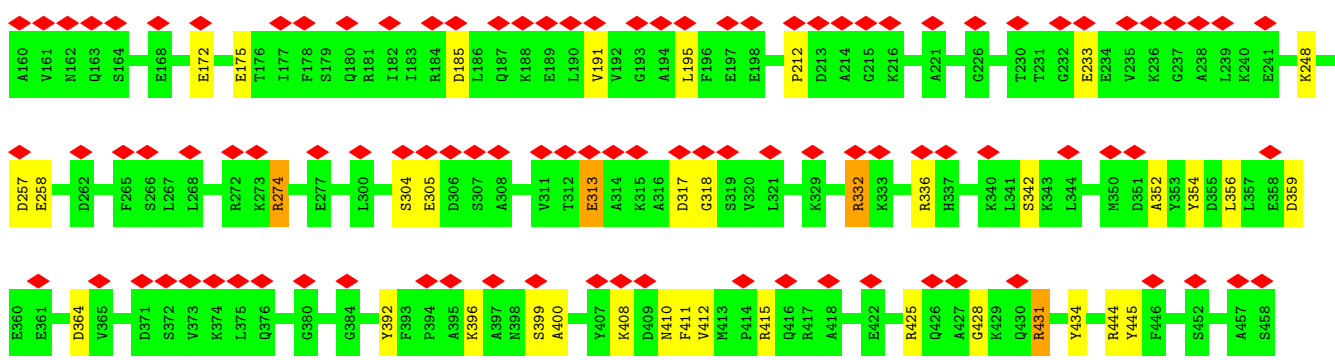 A160 V161 N162 Q163 S164 E168 E172 E175 T176 I177 F178 S179 Q180 R181 I182 I183 R184 D185 L186 Q187 K188 E189 L190 V191 V192 G193 A194 L195 F196 E197 E198 P212 D213 A214 G215 K216 A221 G226 T230 T231 G232 E233 E234 V235 K236 G237 A238 L239 K240 E241 K248
D257 E258 D262 F265 S266 L267 L268 R272 K273 R274 E277 L300 S304 E305 D306 S307 A308 V311 T312 E313 A314 K315 A316 D317 G318 S319 V320 L321 K329 R332 K333 R336 H337 K340 L341 S342 K343 L344 M350 D351 A352 Y353 Y354 D355 L356 L357 E358 D359
E360 E361 D364 V365 D371 S372 V373 K374 L375 Q376 G380 G384 Y392 F393 P394 A395 K396 A397 N398 S399 A400 Y407 K408 D409 N410 F411 V412 M413 P414 R415 Q416 R417 A418 E422 R425 Q426 A427 G428 K429 Q430 R431 Y434 R444 Y445 F446 S452 A457 S458